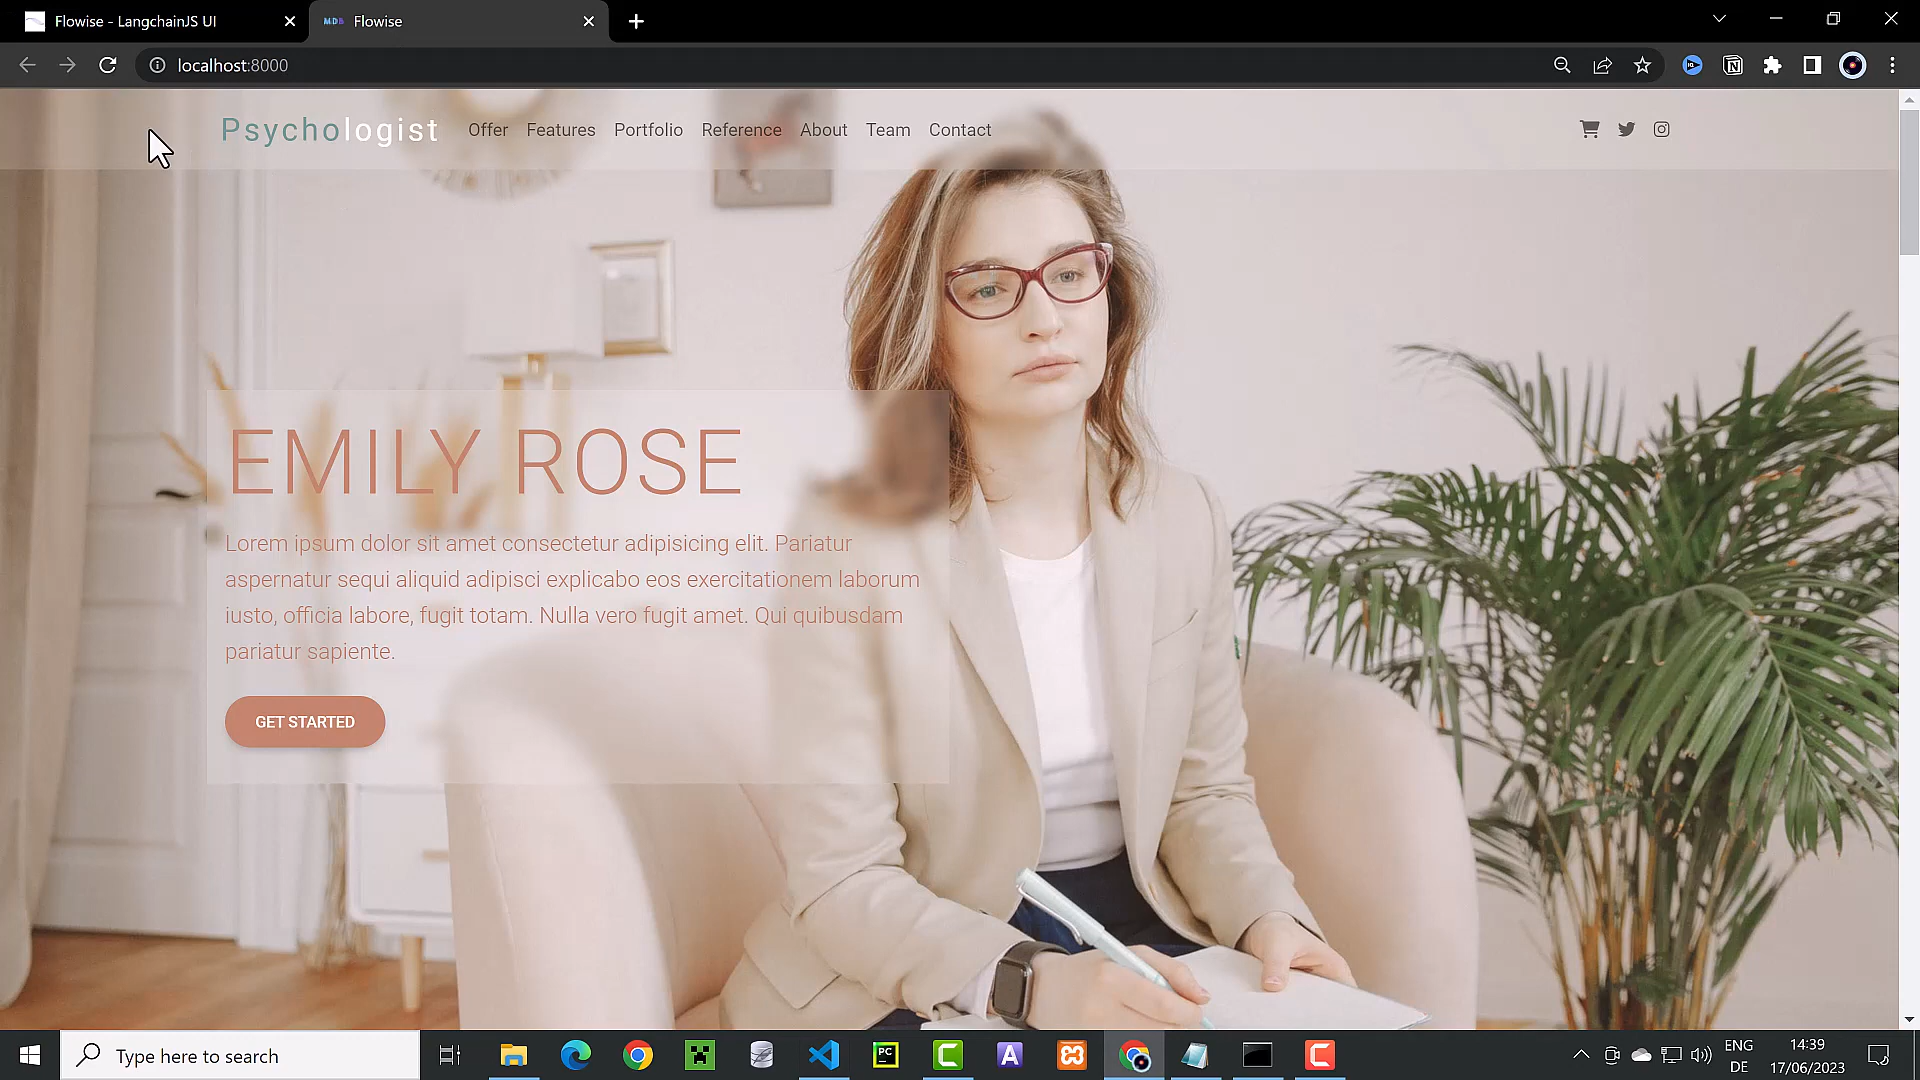 Flowise - LangchainJS UI
MDB Flowise
localhost:8000
Psychologist Offer Features Portfolio Reference About Team Contact
EMILY ROSE
Lorem ipsum dolor sit amet consectetur adipisicing elit. Pariatur
aspernatur sequi aliquid adipisci explicabo eos exercitationem laborum
iusto, officia labore, fugit totam. Nulla vero fugit amet. Qui quibusdam
pariatur sapiente.
GET STARTED
Type here to search
PC
ENG
DE
14:39
17/06/2023